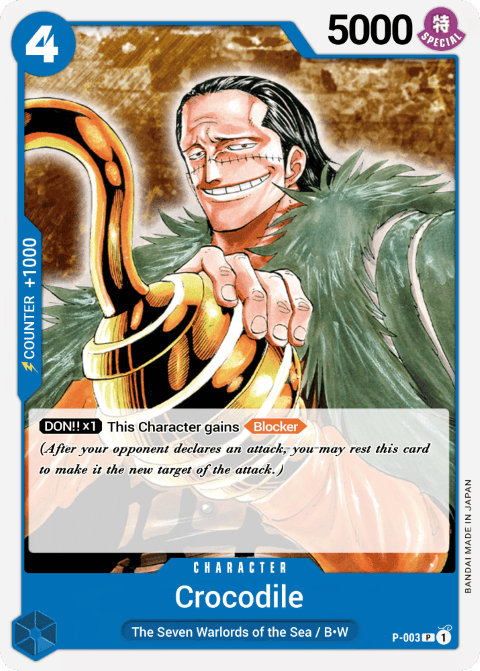 4
5000
特
SPECIAL
COUNTER +1000
DON!! x1 This Character gains Blocker
(After your opponent declares an attack, you may rest this card
to make it the new target of the attack.)
CHARACTER
Crocodile
The Seven Warlords of the Sea / B•W
P-003 P 1
BANDAI MADE IN JAPAN